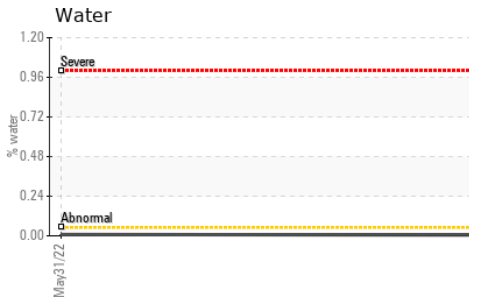 Water
1.20
Severe
0.96
0.72
% water
0.48
0.24
Abnormal
0.00
May31/22